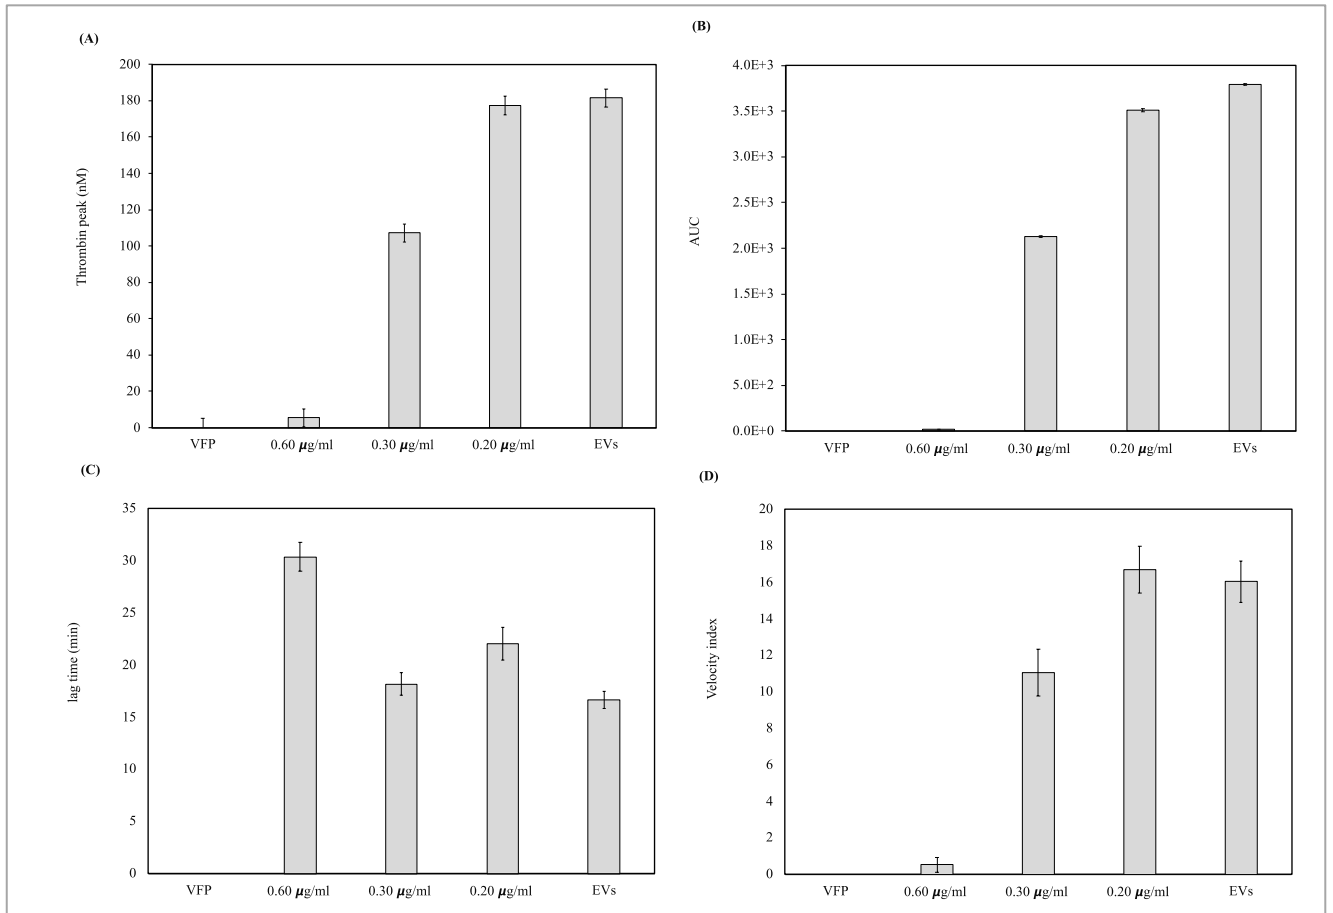 (A)
Thrombin peak (nM)
200
180
160
140
120
100
80
60
40
20
0
VFP 0.60 µg/ml 0.30 µg/ml 0.20 µg/ml EVs
(B)
AUC
4.0E+3
3.5E+3
3.0E+3
2.5E+3
2.0E+3
1.5E+3
1.0E+3
5.0E+2
0.0E+0
VFP 0.60 µg/ml 0.30 µg/ml 0.20 µg/ml EVs
(C)
lag time (min)
35
30
25
20
15
10
5
0
VFP 0.60 µg/ml 0.30 µg/ml 0.20 µg/ml EVs
(D)
Velocity index
20
18
16
14
12
10
8
6
4
2
0
VFP 0.60 µg/ml 0.30 µg/ml 0.20 µg/ml EVs